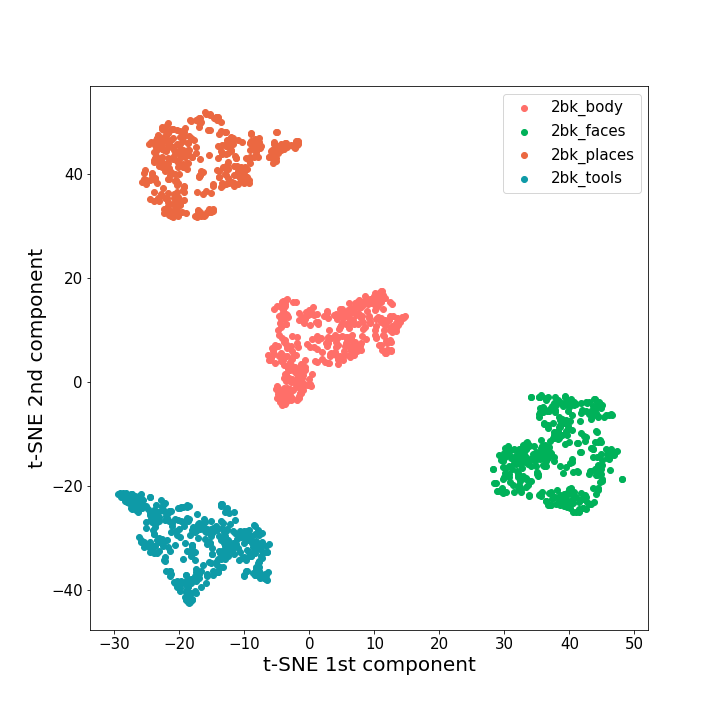 2bk_body
2bk_faces
2bk_places
2bk_tools
40
20
0
−20
−40
t-SNE 2nd component
−30 −20 −10 0 10 20 30 40 50
t-SNE 1st component